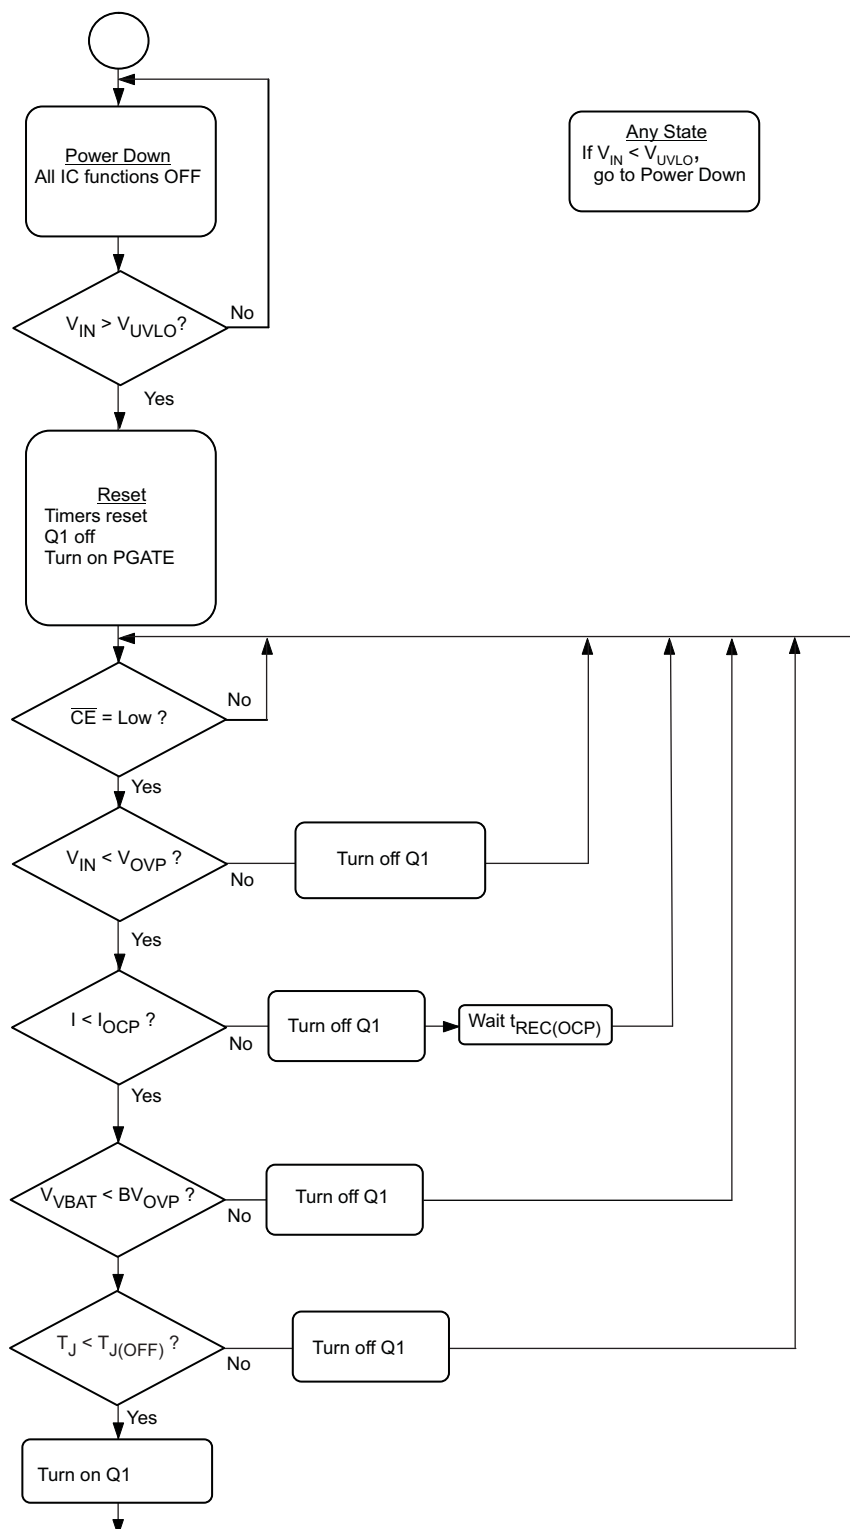 Power Down
All IC functions OFF
Any State
If V_IN < V_UVLO,
go to Power Down
V_IN > V_UVLO?
No
Yes
Reset
Timers reset
Q1 off
Turn on PGATE
C̅E̅ = Low ?
No
Yes
V_IN < V_OVP ?
No
Turn off Q1
Yes
I < I_OCP ?
No
Turn off Q1
Wait t_REC(OCP)
Yes
V_VBAT < BV_OVP ?
No
Turn off Q1
T_J < T_J(OFF) ?
No
Turn off Q1
Yes
Turn on Q1